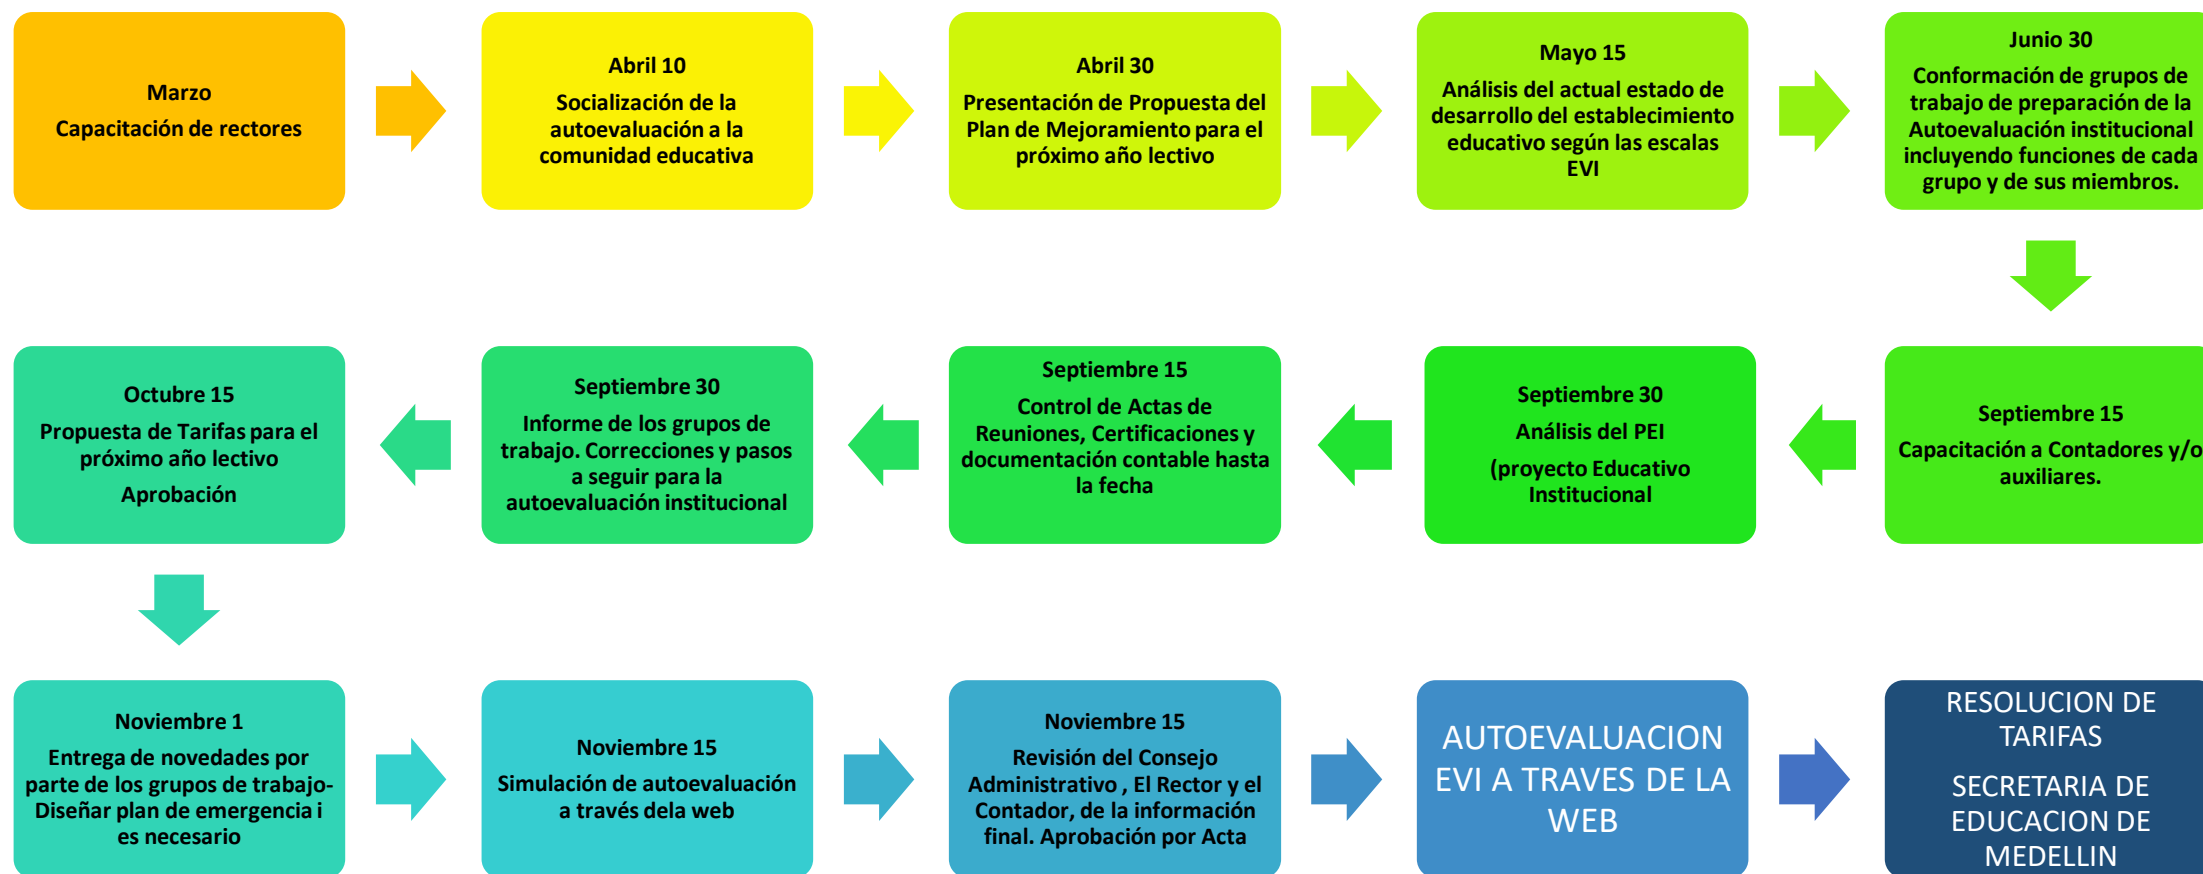 Marzo
Capacitación de rectores
Abril 10
Socialización de la
autoevaluación a la
comunidad educativa
Abril 30
Presentación de Propuesta del
Plan de Mejoramiento para el
próximo año lectivo
Mayo 15
Análisis del actual estado de
desarrollo del establecimiento
educativo según las escalas
EVI
Junio 30
Conformación de grupos de
trabajo de preparación de la
Autoevaluación institucional
incluyendo funciones de cada
grupo y de sus miembros.
Septiembre 15
Capacitación a Contadores y/o
auxiliares.
Septiembre 30
Análisis del PEI
(proyecto Educativo
Institucional
Septiembre 15
Control de Actas de
Reuniones, Certificaciones y
documentación contable hasta
la fecha
Septiembre 30
Informe de los grupos de
trabajo. Correcciones y pasos
a seguir para la
autoevaluación institucional
Octubre 15
Propuesta de Tarifas para el
próximo año lectivo
Aprobación
Noviembre 1
Entrega de novedades por
parte de los grupos de trabajo-
Diseñar plan de emergencia i
es necesario
Noviembre 15
Simulación de autoevaluación
a través dela web
Noviembre 15
Revisión del Consejo
Administrativo , El Rector y el
Contador, de la información
final. Aprobación por Acta
AUTOEVALUACION
EVI A TRAVES DE LA
WEB
RESOLUCION DE
TARIFAS
SECRETARIA DE
EDUCACION DE
MEDELLIN